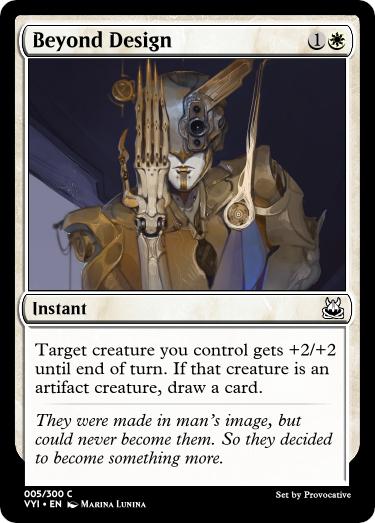 Beyond Design 1
Instant
Target creature you control gets +2/+2
until end of turn. If that creature is an
artifact creature, draw a card.
They were made in man's image, but
could never become them. So they decided
to become something more.
005/300 C
VYI • EN Marina Lunina
Set by Provocative